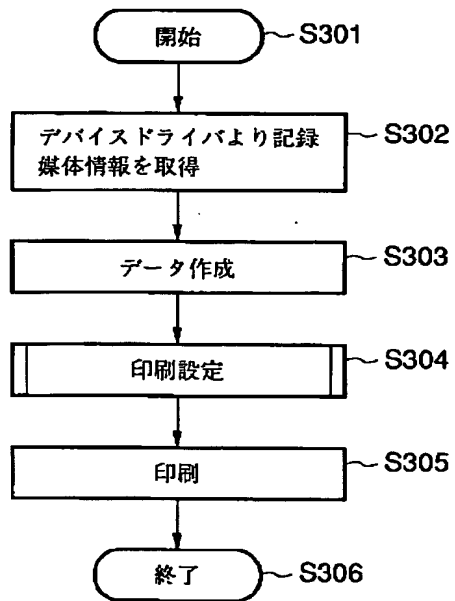 開始
S301
デバイスドライバより記録
媒体情報を取得
S302
データ作成
S303
印刷設定
S304
印刷
S305
終了
S306